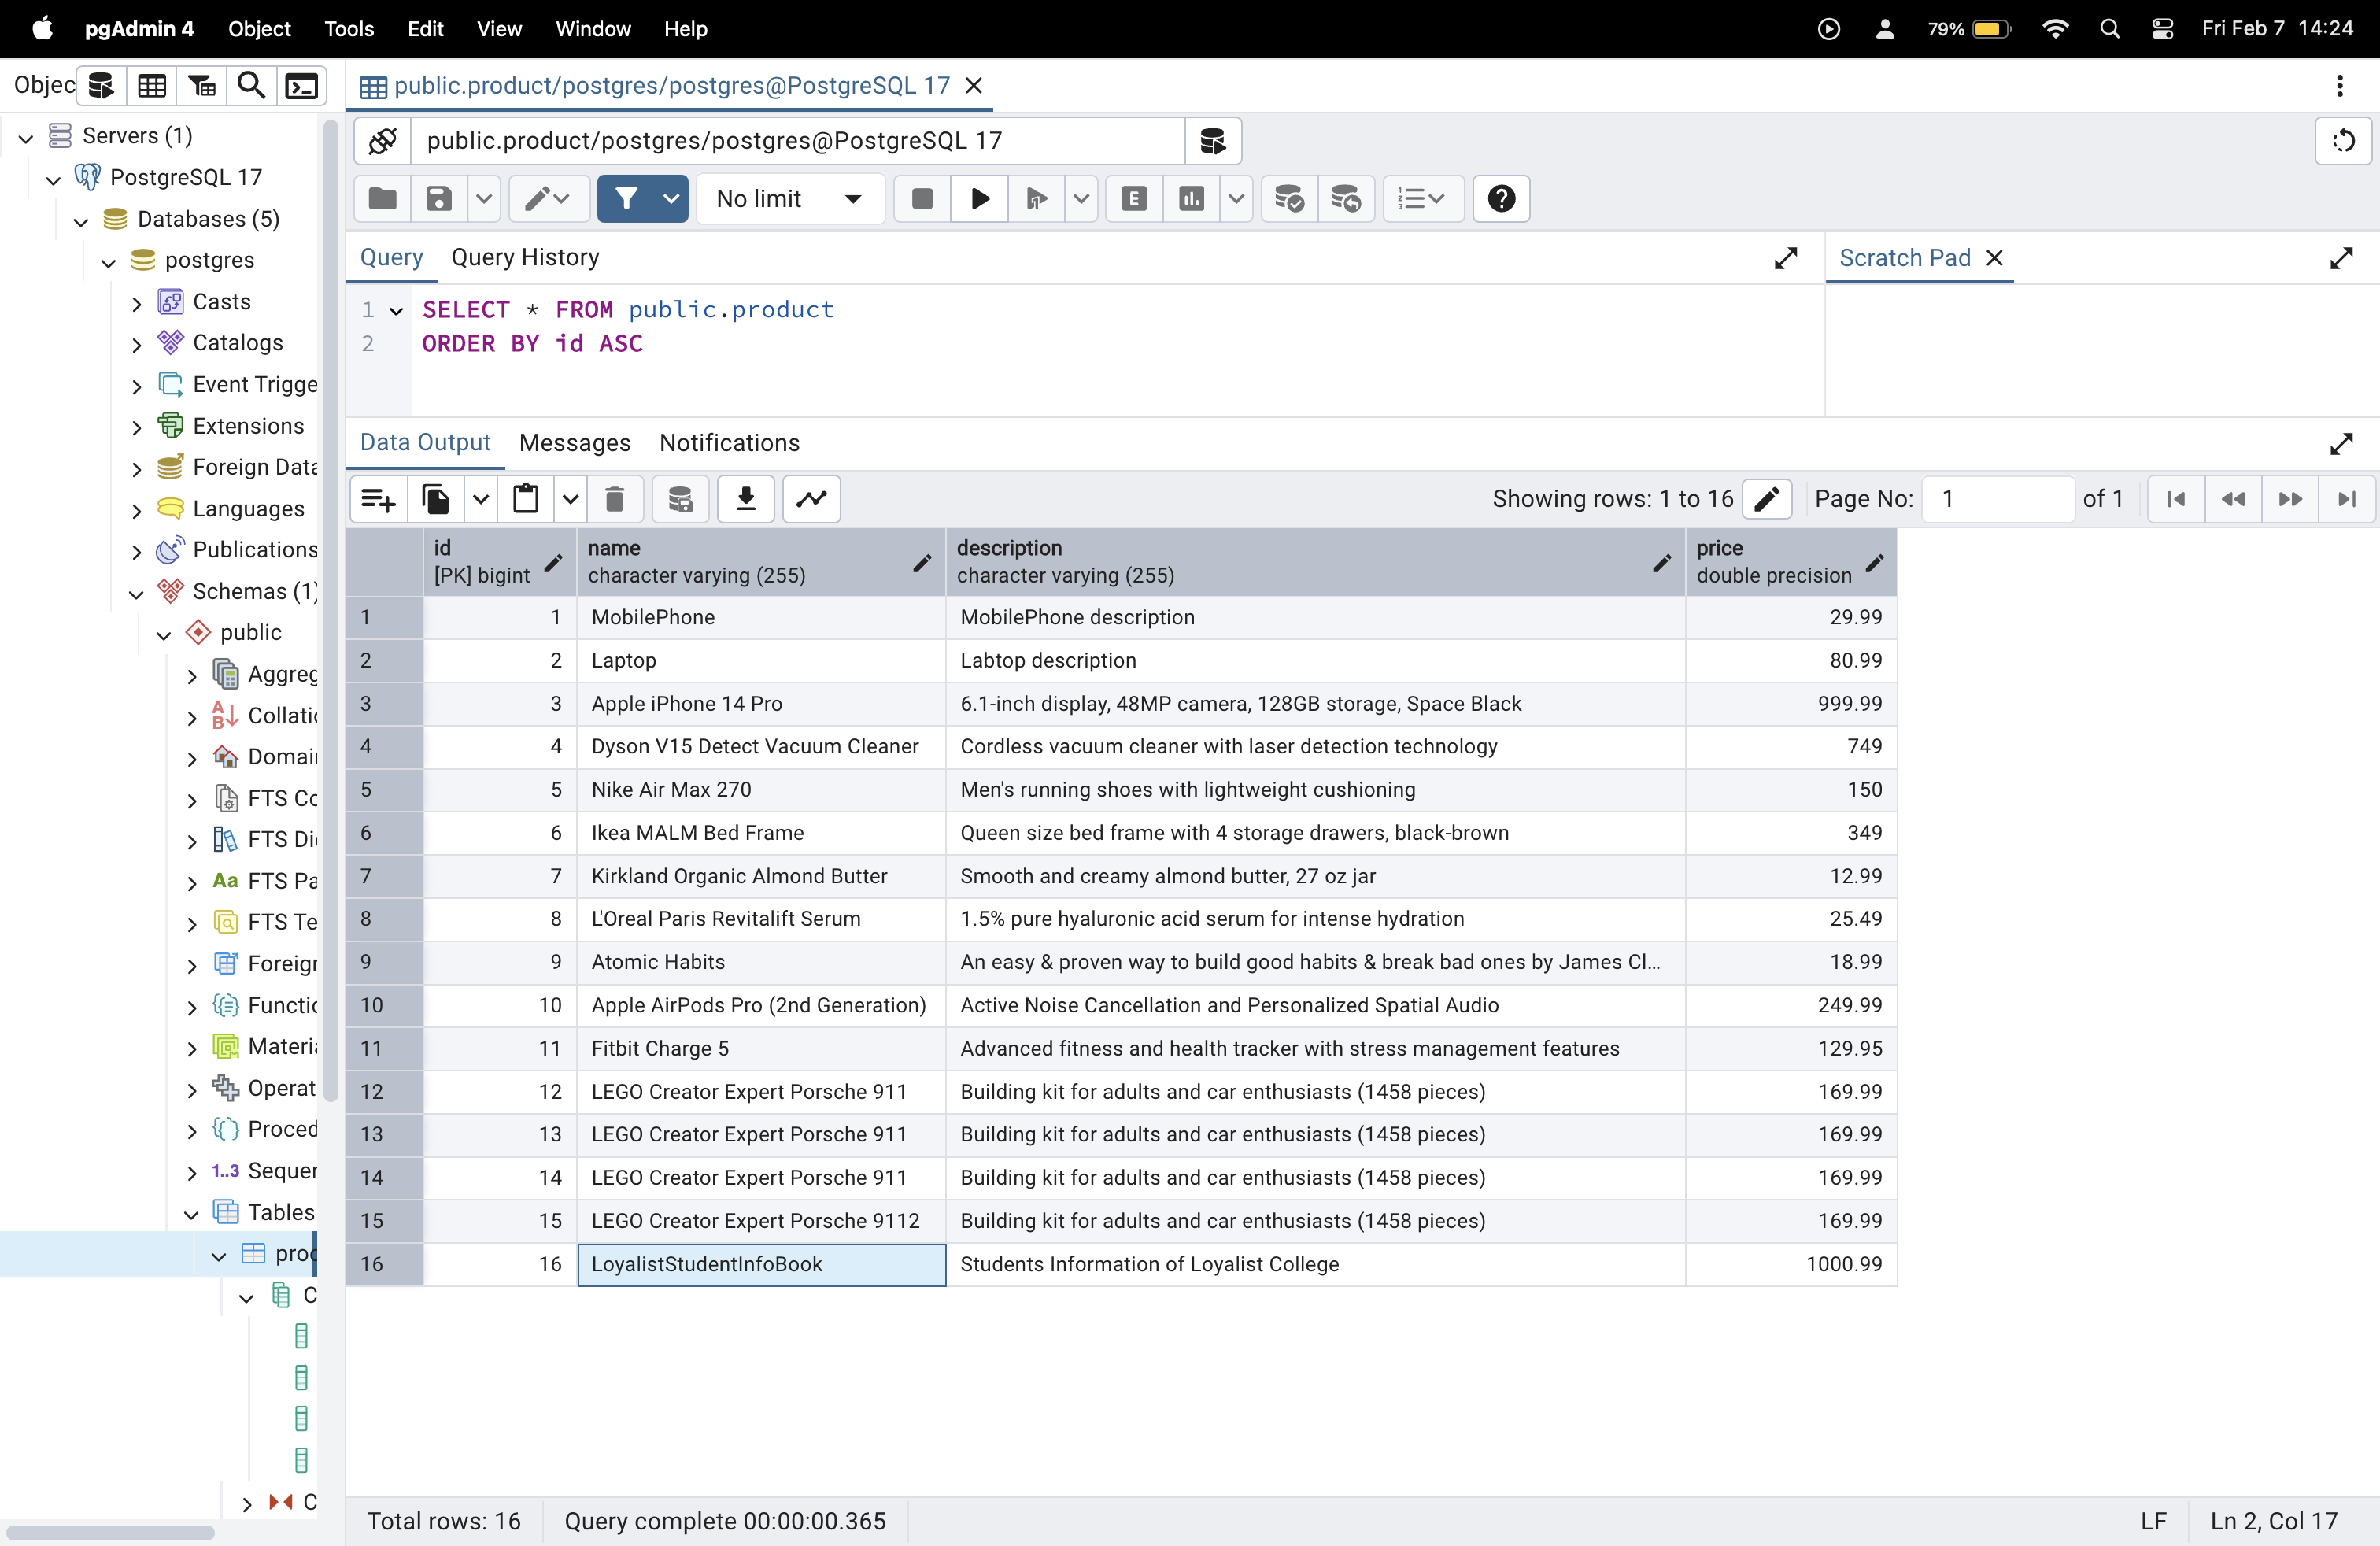 pgAdmin 4 Object Tools Edit View Window Help 79% Fri Feb 7 14:24
Objec
public.product/postgres/postgres@PostgreSQL 17
Servers (1)
PostgreSQL 17
Databases (5)
postgres
Casts
Catalogs
Event Trigge
Extensions
Foreign Data
Languages
Publications
Schemas (1)
public
Aggreg
Collatio
Domai
FTS Co
FTS Di
Aa FTS Pa
FTS Te
Foreign
Functio
Materia
Operat
Proced
1..3 Sequen
Tables
prod
C
C
public.product/postgres/postgres@PostgreSQL 17
No limit
E
Query Query History
Scratch Pad
1 SELECT * FROM public.product
2 ORDER BY id ASC
Data Output Messages Notifications
Showing rows: 1 to 16 Page No: 1 of 1
id name description price
[PK] bigint character varying (255) character varying (255) double precision
1 1 MobilePhone MobilePhone description 29.99
2 2 Laptop Labtop description 80.99
3 3 Apple iPhone 14 Pro 6.1-inch display, 48MP camera, 128GB storage, Space Black 999.99
4 4 Dyson V15 Detect Vacuum Cleaner Cordless vacuum cleaner with laser detection technology 749
5 5 Nike Air Max 270 Men's running shoes with lightweight cushioning 150
6 6 Ikea MALM Bed Frame Queen size bed frame with 4 storage drawers, black-brown 349
7 7 Kirkland Organic Almond Butter Smooth and creamy almond butter, 27 oz jar 12.99
8 8 L'Oreal Paris Revitalift Serum 1.5% pure hyaluronic acid serum for intense hydration 25.49
9 9 Atomic Habits An easy & proven way to build good habits & break bad ones by James Cl... 18.99
10 10 Apple AirPods Pro (2nd Generation) Active Noise Cancellation and Personalized Spatial Audio 249.99
11 11 Fitbit Charge 5 Advanced fitness and health tracker with stress management features 129.95
12 12 LEGO Creator Expert Porsche 911 Building kit for adults and car enthusiasts (1458 pieces) 169.99
13 13 LEGO Creator Expert Porsche 911 Building kit for adults and car enthusiasts (1458 pieces) 169.99
14 14 LEGO Creator Expert Porsche 911 Building kit for adults and car enthusiasts (1458 pieces) 169.99
15 15 LEGO Creator Expert Porsche 9112 Building kit for adults and car enthusiasts (1458 pieces) 169.99
16 16 LoyalistStudentInfoBook Students Information of Loyalist College 1000.99
Total rows: 16 Query complete 00:00:00.365 LF Ln 2, Col 17